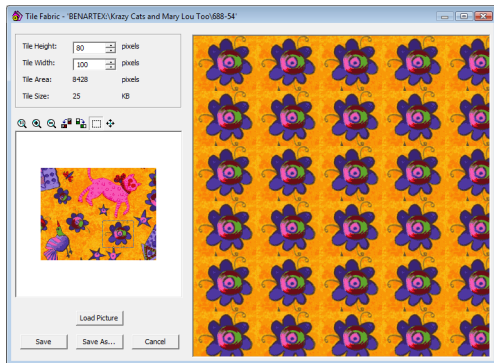 Tile Fabric - 'BENARTEX:\Krazy Cats and Mary Lou Too\688-54'
Tile Height: 80 pixels
Tile Width: 100 pixels
Tile Area: 8428 pixels
Tile Size: 25 KB
Load Picture
Save Save As... Cancel